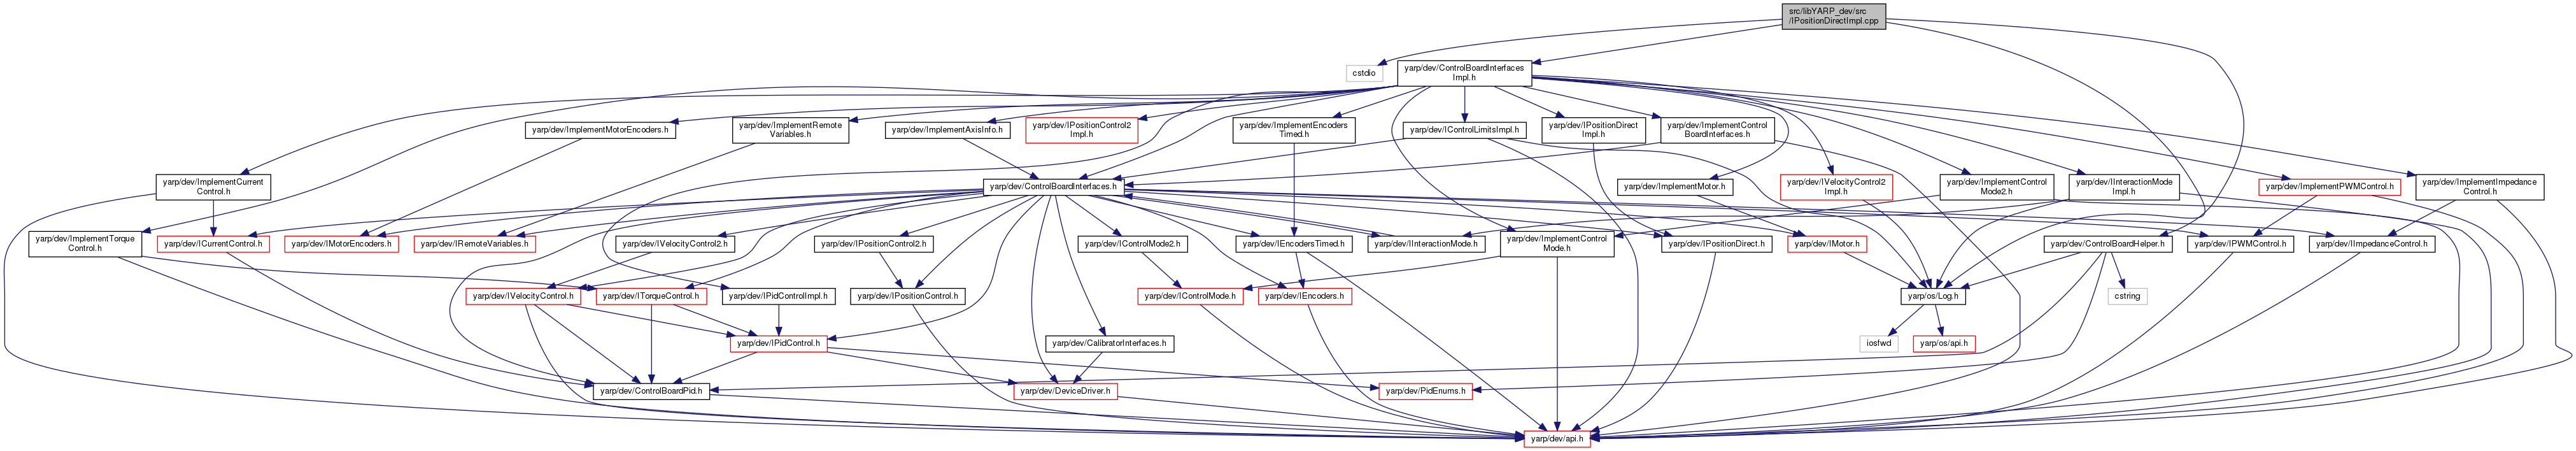 src/libYARP_dev/src
/IPositionDirectImpl.cpp
cstdio
yarp/dev/ControlBoardInterfaces
Impl.h
yarp/dev/ImplementMotorEncoders.h
yarp/dev/ImplementRemote
Variables.h
yarp/dev/ImplementAxisInfo.h
yarp/dev/IPositionControl2
Impl.h
yarp/dev/ImplementEncoders
Timed.h
yarp/dev/IControlLimitsImpl.h
yarp/dev/IPositionDirect
Impl.h
yarp/dev/ImplementControl
BoardInterfaces.h
yarp/dev/ImplementCurrent
Control.h
yarp/dev/ControlBoardInterfaces.h
yarp/dev/ImplementMotor.h
yarp/dev/IVelocityControl2
Impl.h
yarp/dev/ImplementControl
Mode2.h
yarp/dev/IInteractionMode
Impl.h
yarp/dev/ImplementPWMControl.h
yarp/dev/ImplementImpedance
Control.h
yarp/dev/ImplementTorque
Control.h
yarp/dev/ICurrentControl.h
yarp/dev/IMotorEncoders.h
yarp/dev/IRemoteVariables.h
yarp/dev/IVelocityControl2.h
yarp/dev/IPositionControl2.h
yarp/dev/IControlMode2.h
yarp/dev/IEncodersTimed.h
yarp/dev/IInteractionMode.h
yarp/dev/ImplementControl
Mode.h
yarp/dev/IPositionDirect.h
yarp/dev/IMotor.h
yarp/dev/ControlBoardHelper.h
yarp/dev/IPWMControl.h
yarp/dev/IImpedanceControl.h
yarp/dev/IVelocityControl.h
yarp/dev/ITorqueControl.h
yarp/dev/IPidControlImpl.h
yarp/dev/IPositionControl.h
yarp/dev/IControlMode.h
yarp/dev/IEncoders.h
yarp/os/Log.h
cstring
yarp/dev/IPidControl.h
yarp/dev/CalibratorInterfaces.h
iosfwd
yarp/os/api.h
yarp/dev/ControlBoardPid.h
yarp/dev/DeviceDriver.h
yarp/dev/PidEnums.h
yarp/dev/api.h